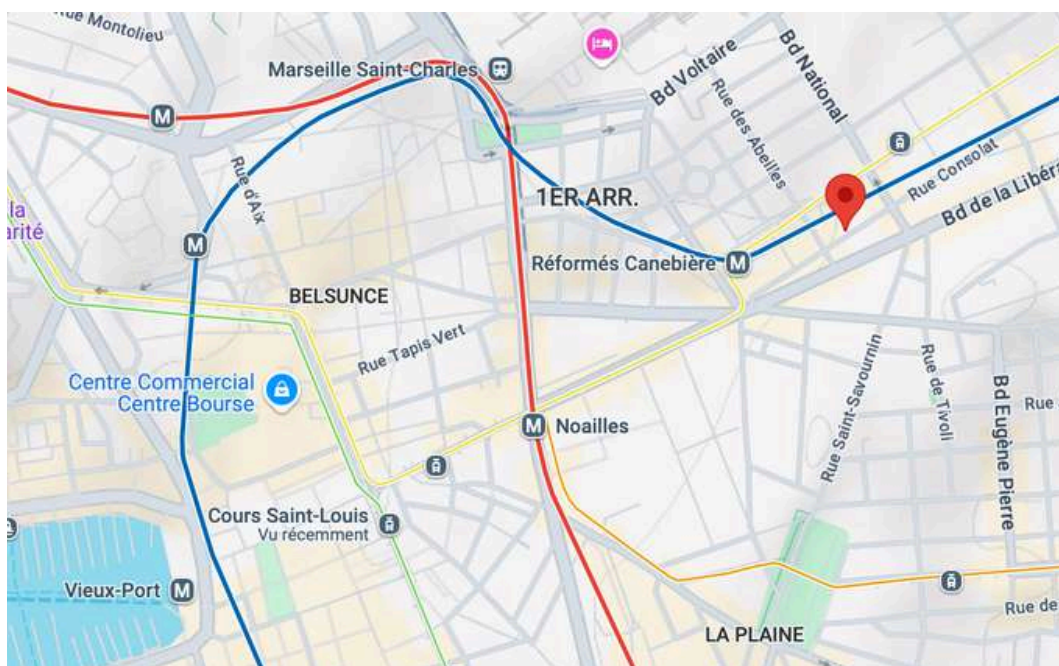 Rue Montolieu
Marseille Saint-Charles
Bd Voltaire
Bd National
Rue des Abeilles
Rue Consolat
Bd de la Libéra
M
Rue d'Aix
1ER ARR.
la
arité
M
Réformés Canebière M
BELSUNCE
Rue Tapis Vert
Centre Commercial
Centre Bourse
M Noailles
Rue Saint-Savournin
Rue de Tivoli
Bd Eugène Pierre
Rue
Cours Saint-Louis
Vu récemment
Vieux-Port M
LA PLAINE
Rue de